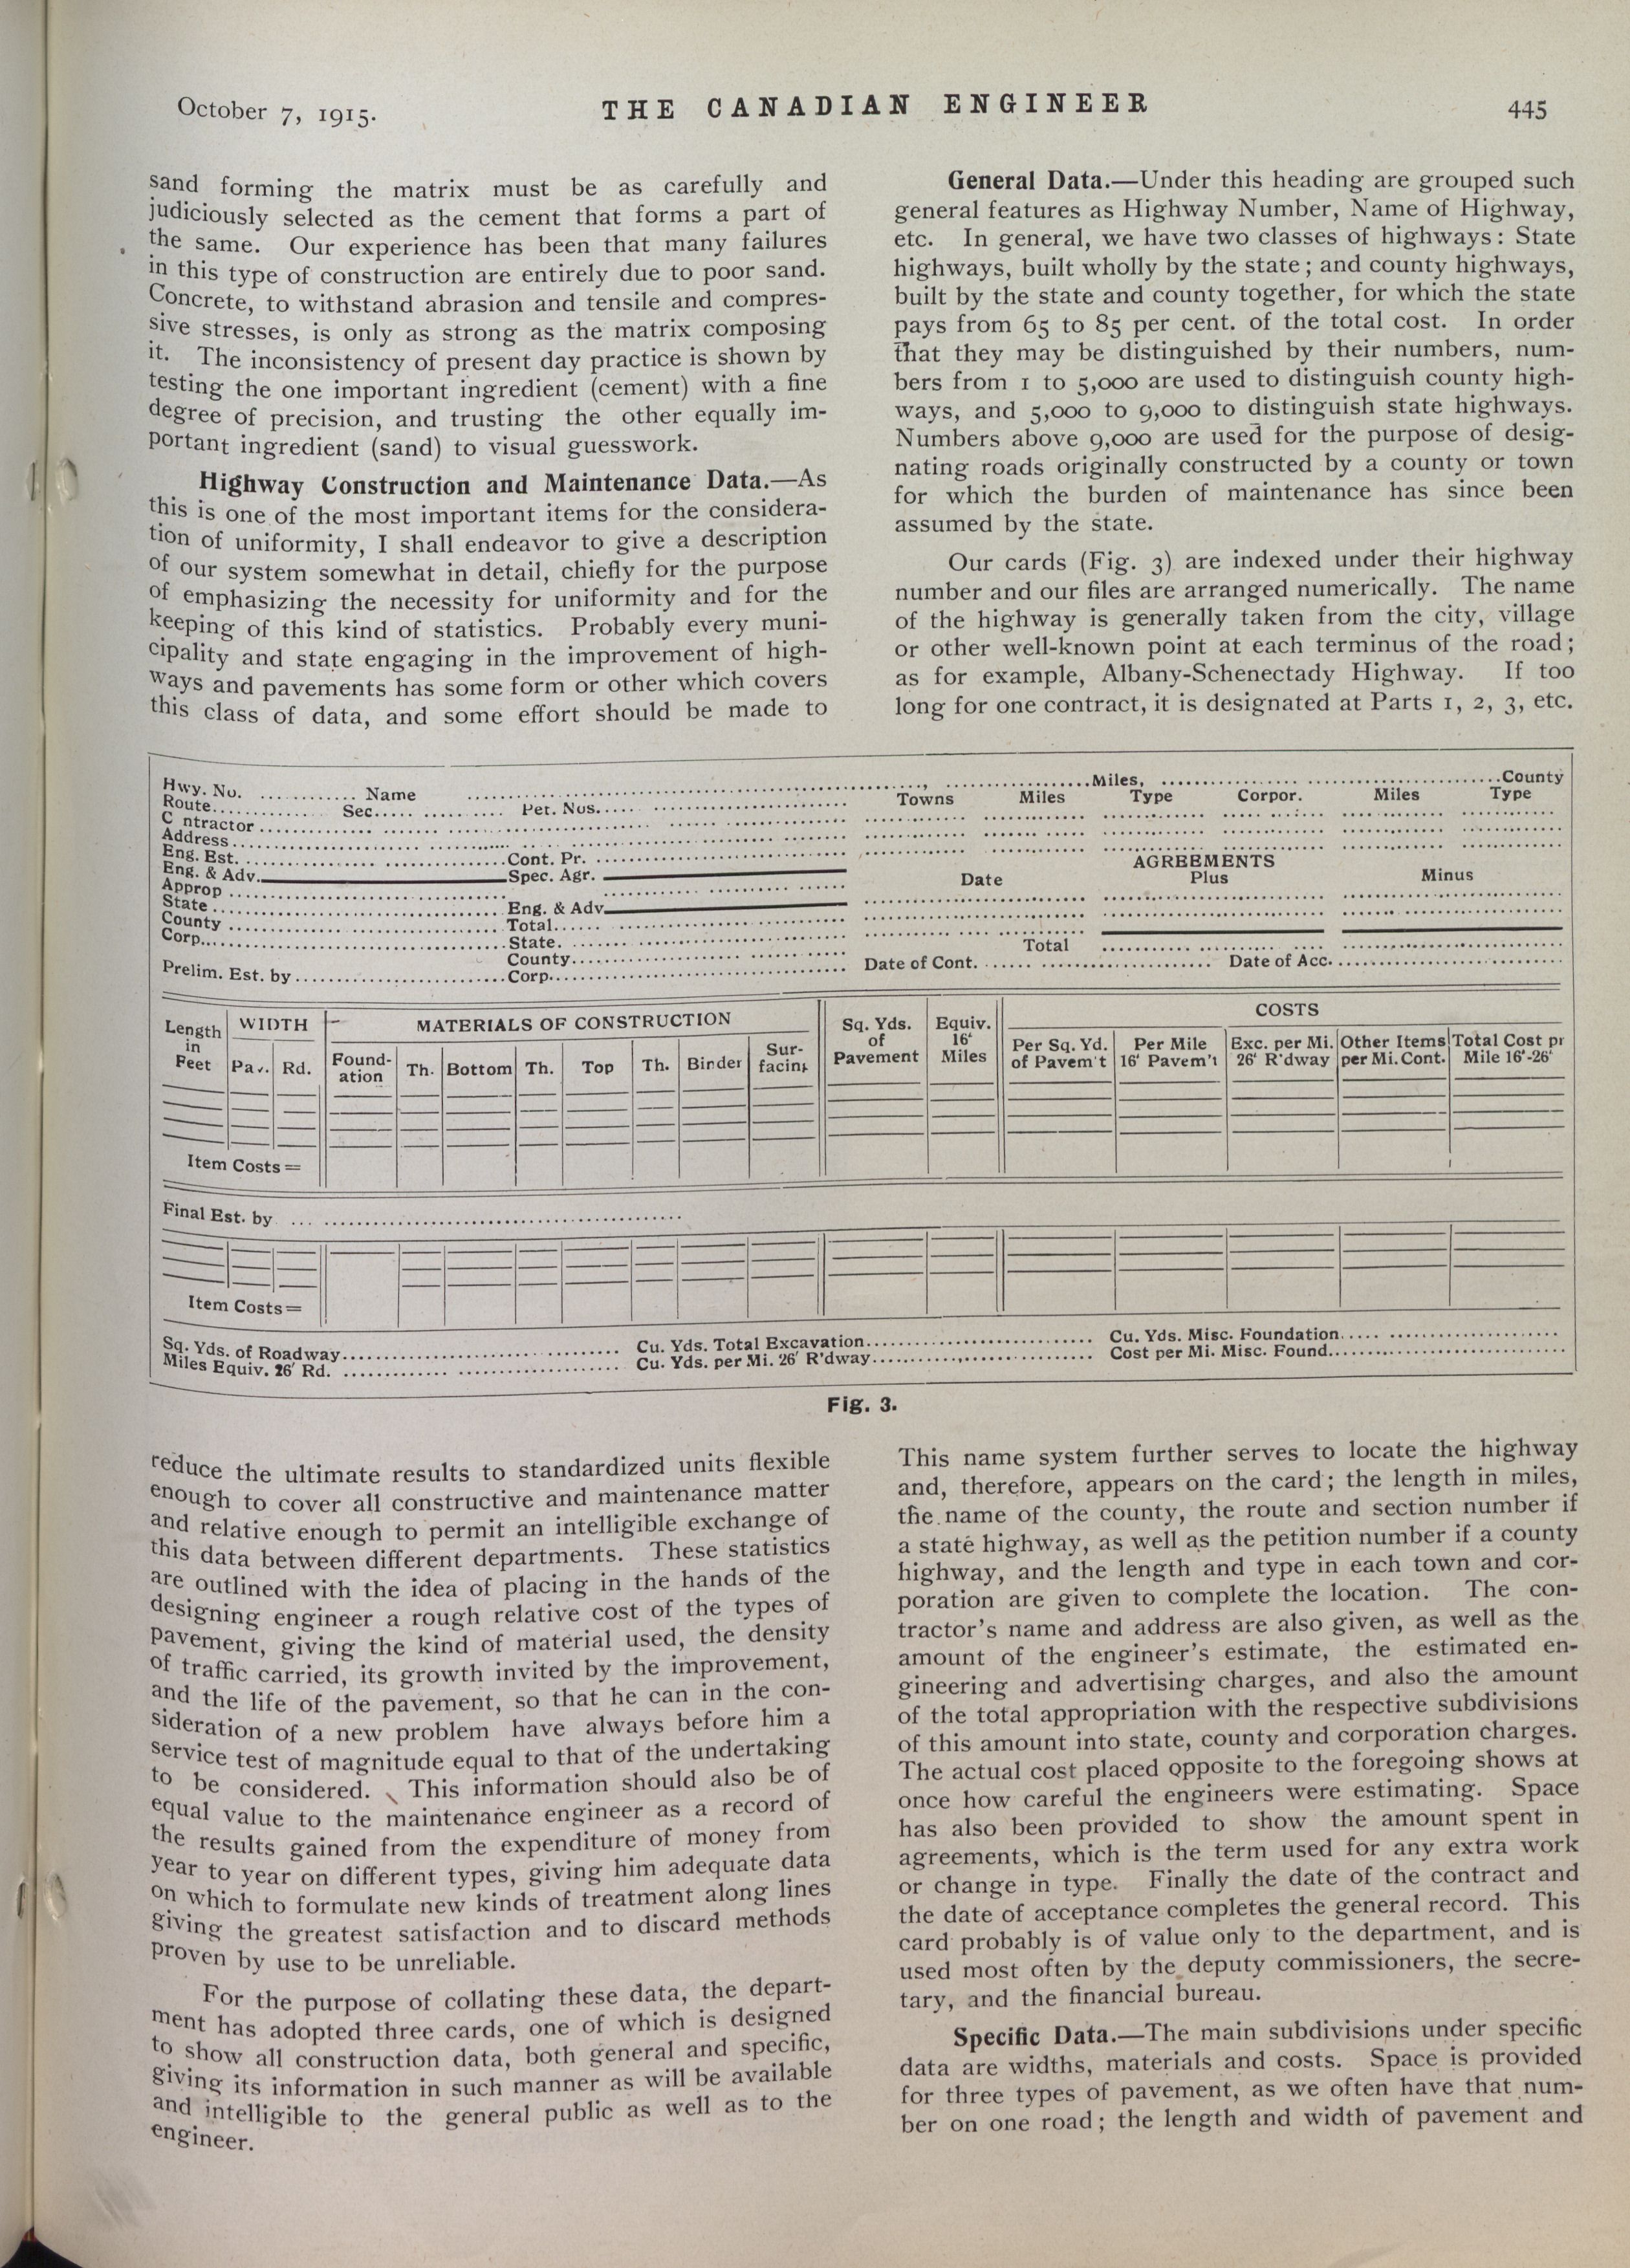 October 7, 1915.
THE CANADIAN ENGINEER
445
sand forming the matrix must be as carefully and
judiciously selected as the cement that forms a part of
the same. Our experience has been that many failures
in this type of construction are entirely due to poor sand.
Concrete, to withstand abrasion and tensile and compres-
sive stresses, is only as strong as the matrix composing
it. The inconsistency of present day practice is shown by
testing the one important ingredient (cement) with a fine
degree of precision, and trusting the other equally im-
portant ingredient (sand) to visual guesswork.
Highway Construction and Maintenance Data.—As
this is one of the most important items for the considera-
tion of uniformity, I shall endeavor to give a description
of our system somewhat in detail, chiefly for the purpose
of emphasizing the necessity for uniformity and for the
keeping of this kind of statistics. Probably every muni-
cipality and state engaging in the improvement of high-
ways and pavements has some form or other which covers
this class of data, and some effort should be made to
General Data.—Under this heading are grouped such
general features as Highway Number, Name of Highway,
etc. In general, we have two classes of highways: State
highways, built wholly by the state; and county highways,
built by the state and county together, for which the state
pays from 65 to 85 per cent. of the total cost. In order
that they may be distinguished by their numbers, num-
bers from 1 to 5,000 are used to distinguish county high-
ways, and 5,000 to 9,000 to distinguish state highways.
Numbers above 9,000 are used for the purpose of desig-
nating roads originally constructed by a county or town
for which the burden of maintenance has since been
assumed by the state.
Our cards (Fig. 3) are indexed under their highway
number and our files are arranged numerically. The name
of the highway is generally taken from the city, village
or other well-known point at each terminus of the road;
as for example, Albany-Schenectady Highway. If too
long for one contract, it is designated at Parts 1, 2, 3, etc.
Hwy. No. ............ Name ................................................., ..................Miles, ..........................................County
Route.............. Sec..... .......... Pet. Nos..... ......................... Towns Miles Type Corpor. Miles Type
C ntractor ..............................................................
Address..............................................................
Eng. Est. ................................Cont. Pr. ............................... AGREEMENTS
Eng. & Adv. Spec. Agr. Date Plus Minus
Approp ..............................................................
State................................ Eng. & Adv.
County ................................ Total..............................
Corp................................State. .............................. Total .......................... ..........................
County..............................
Prelim. Est. by..........................Corp.............................. Date of Cont. .............................. Date of Acc..............................
Length in Feet WIDTH Pav. Rd. MATERIALS OF CONSTRUCTION Found-ation Th. Bottom Th. Top Th. Binder Sur-facing
Sq. Yds. of Pavement Equiv. 16' Miles
COSTS
Per Sq. Yd. of Pavem't Per Mile 16' Pavem't Exc. per Mi. 26' R'dway Other Items per Mi. Cont. Total Cost pr Mile 16'-26'
Item Costs =
Final Est. by ... ........................................
Item Costs=
Sq. Yds. of Roadway.............................. Cu. Yds. Total Excavation.............................. Cu. Yds. Misc. Foundation..............................
Miles Equiv. 26' Rd. .............................. Cu. Yds. per Mi. 26' R'dway.............................. Cost per Mi. Misc. Found..............................
Fig. 3.
reduce the ultimate results to standardized units flexible
enough to cover all constructive and maintenance matter
and relative enough to permit an intelligible exchange of
this data between different departments. These statistics
are outlined with the idea of placing in the hands of the
designing engineer a rough relative cost of the types of
pavement, giving the kind of material used, the density
of traffic carried, its growth invited by the improvement,
and the life of the pavement, so that he can in the con-
sideration of a new problem have always before him a
service test of magnitude equal to that of the undertaking
to be considered. This information should also be of
equal value to the maintenance engineer as a record of
the results gained from the expenditure of money from
year to year on different types, giving him adequate data
on which to formulate new kinds of treatment along lines
giving the greatest satisfaction and to discard methods
proven by use to be unreliable.
For the purpose of collating these data, the depart-
ment has adopted three cards, one of which is designed
to show all construction data, both general and specific,
giving its information in such manner as will be available
and intelligible to the general public as well as to the
engineer.
This name system further serves to locate the highway
and, therefore, appears on the card; the length in miles,
the name of the county, the route and section number if
a state highway, as well as the petition number if a county
highway, and the length and type in each town and cor-
poration are given to complete the location. The con-
tractor's name and address are also given, as well as the
amount of the engineer's estimate, the estimated en-
gineering and advertising charges, and also the amount
of the total appropriation with the respective subdivisions
of this amount into state, county and corporation charges.
The actual cost placed opposite to the foregoing shows at
once how careful the engineers were estimating. Space
has also been provided to show the amount spent in
agreements, which is the term used for any extra work
or change in type. Finally the date of the contract and
the date of acceptance completes the general record. This
card probably is of value only to the department, and is
used most often by the deputy commissioners, the secre-
tary, and the financial bureau.
Specific Data.—The main subdivisions under specific
data are widths, materials and costs. Space is provided
for three types of pavement, as we often have that num-
ber on one road; the length and width of pavement and